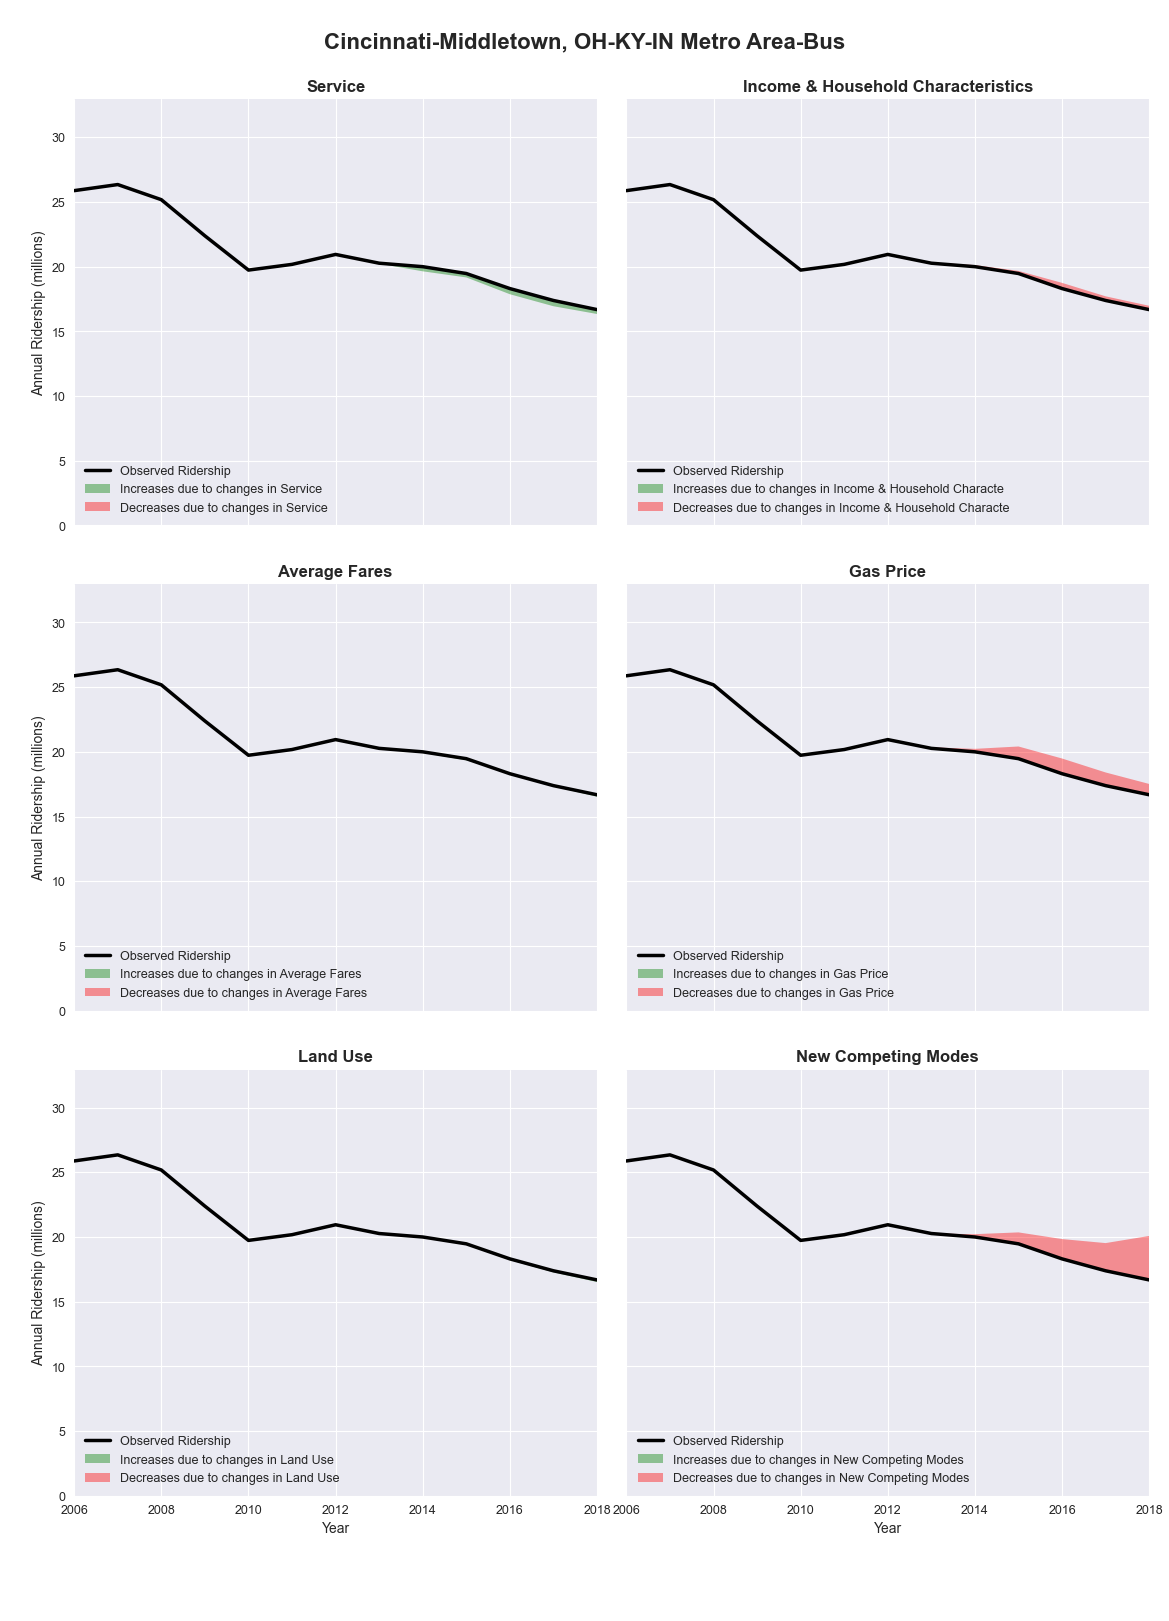 Cincinnati-Middletown, OH-KY-IN Metro Area-Bus
Service
Annual Ridership (millions)
30
25
20
15
10
5
0
Observed Ridership
Increases due to changes in Service
Decreases due to changes in Service
Income & Household Characteristics
Observed Ridership
Increases due to changes in Income & Household Characte
Decreases due to changes in Income & Household Characte
Average Fares
Annual Ridership (millions)
30
25
20
15
10
5
0
Observed Ridership
Increases due to changes in Average Fares
Decreases due to changes in Average Fares
Gas Price
Observed Ridership
Increases due to changes in Gas Price
Decreases due to changes in Gas Price
Land Use
Annual Ridership (millions)
30
25
20
15
10
5
0
Observed Ridership
Increases due to changes in Land Use
Decreases due to changes in Land Use
2006 2008 2010 2012 2014 2016 2018
Year
New Competing Modes
Observed Ridership
Increases due to changes in New Competing Modes
Decreases due to changes in New Competing Modes
2006 2008 2010 2012 2014 2016 2018
Year